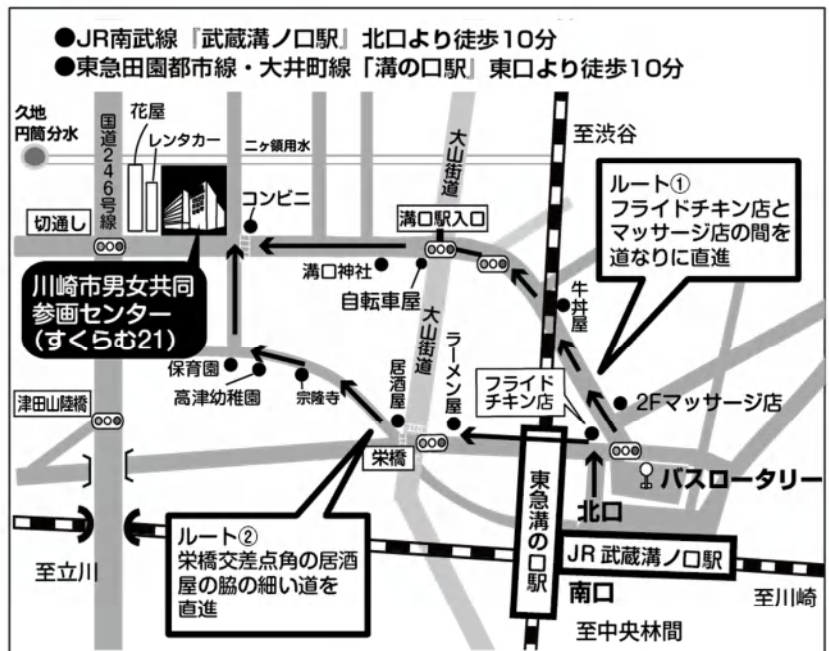 ●JR南武線『武蔵溝ノ口駅』北口より徒歩10分
●東急田園都市線・大井町線「溝の口駅」東口より徒歩10分
久地
円筒分水
国道246号線
花屋
レンタカー
二ヶ領用水
大山街道
至渋谷
ルート①
フライドチキン店と
マッサージ店の間を
道なりに直進
コンビニ
切通し
溝口駅入口
溝口神社
自転車屋
川崎市男女共同
参画センター
(すくらむ21)
牛丼屋
大山街道
ラーメン屋
居酒屋
保育園
高津幼稚園
宗隆寺
フライド
チキン店
2Fマッサージ店
津田山陸橋
栄橋
バスロータリー
北口
東急溝の口駅
JR 武蔵溝ノ口駅
南口
ルート②
栄橋交差点角の居酒
屋の脇の細い道を
直進
至立川
至川崎
至中央林間